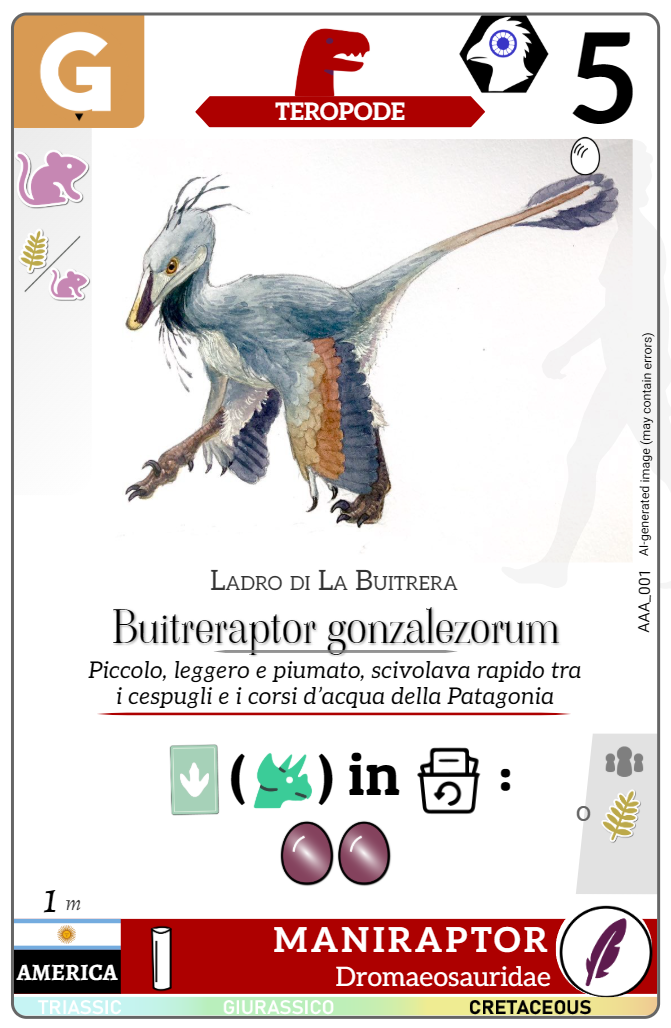 G
TEROPODE
5
AI-generated image (may contain errors)
AAA_001
Ladro di La Buitrera
Buitreraptor gonzalezorum
Piccolo, leggero e piumato, scivolava rapido tra
i cespugli e i corsi d'acqua della Patagonia
( ) in :
o
1 m
AMERICA
MANIRAPTOR
Dromaeosauridae
TRIASSIC
GIURASSICO
CRETACEOUS